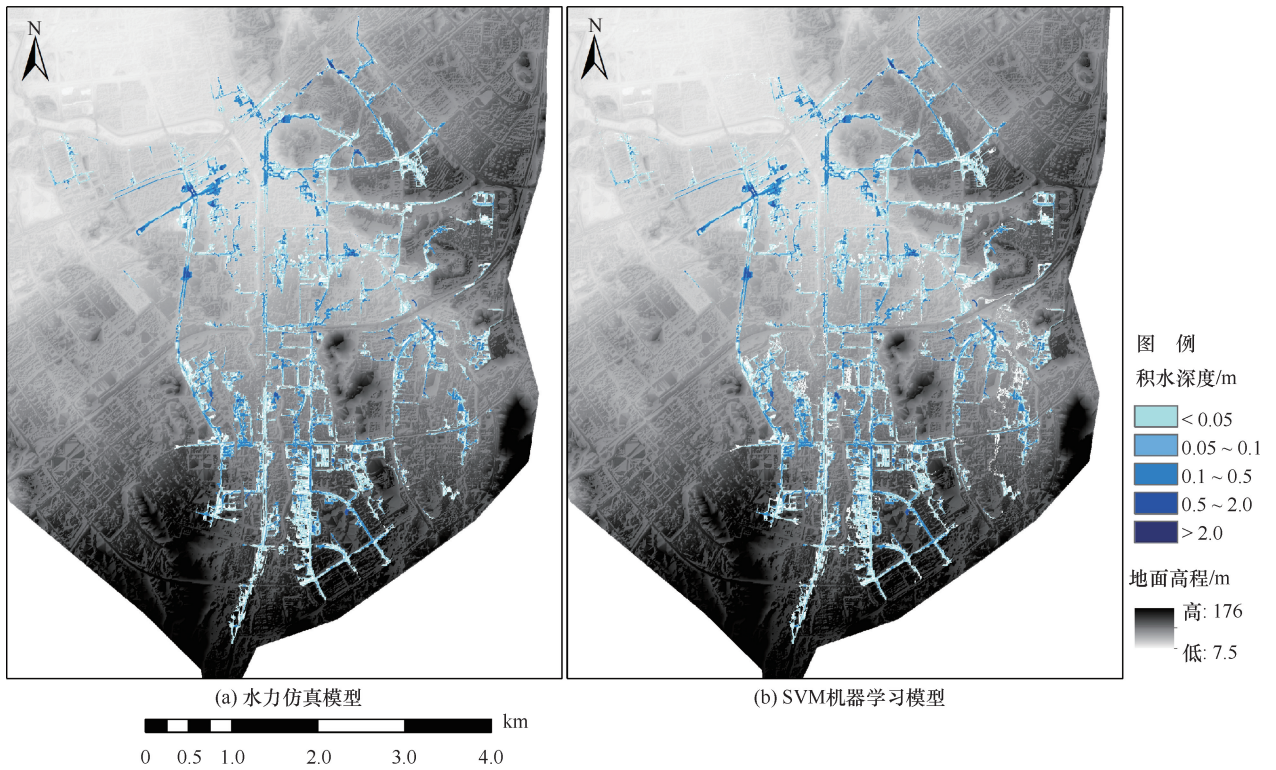 N
N
图 例
积水深度/m
< 0.05
0.05 ~ 0.1
0.1 ~ 0.5
0.5 ~ 2.0
> 2.0
地面高程/m
高: 176
低: 7.5
(a) 水力仿真模型
(b) SVM机器学习模型
km
0 0.5 1.0 2.0 3.0 4.0